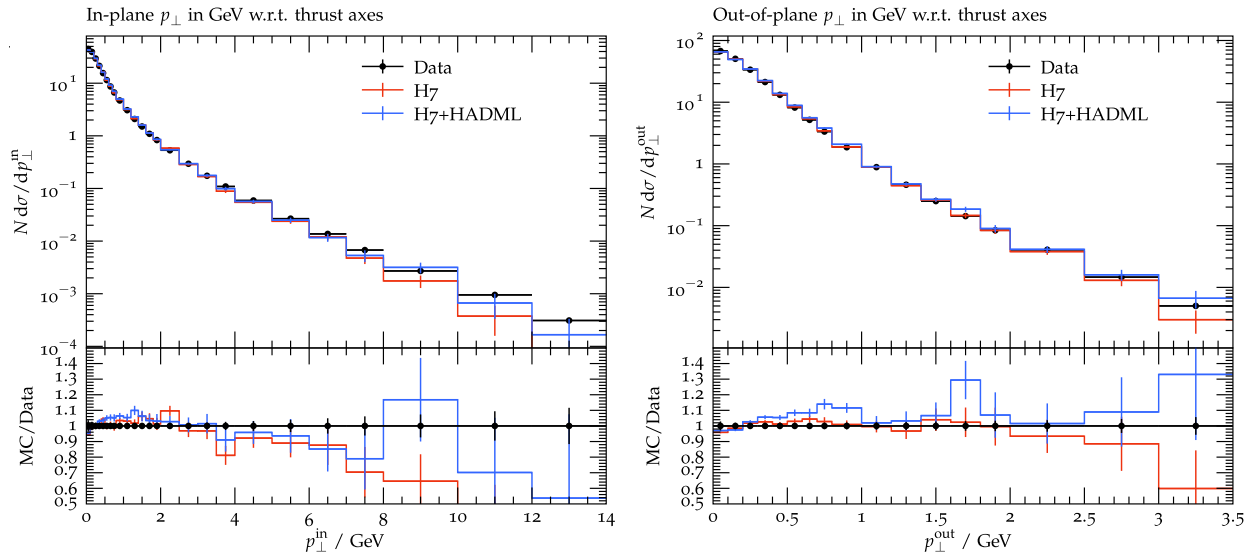 In-plane p⊥ in GeV w.r.t. thrust axes
Data
H7
H7+HADML
N dσ/dp⊥^in
10^1
1
10^−1
10^−2
10^−3
10^−4
MC/Data
1.4
1.3
1.2
1.1
1
0.9
0.8
0.7
0.6
0.5
0 2 4 6 8 10 12 14
p⊥^in / GeV
Out-of-plane p⊥ in GeV w.r.t. thrust axes
Data
H7
H7+HADML
N dσ/dp⊥^out
10^2
10^1
1
10^−1
10^−2
MC/Data
1.4
1.3
1.2
1.1
1
0.9
0.8
0.7
0.6
0.5
0 0.5 1 1.5 2 2.5 3 3.5
p⊥^out / GeV